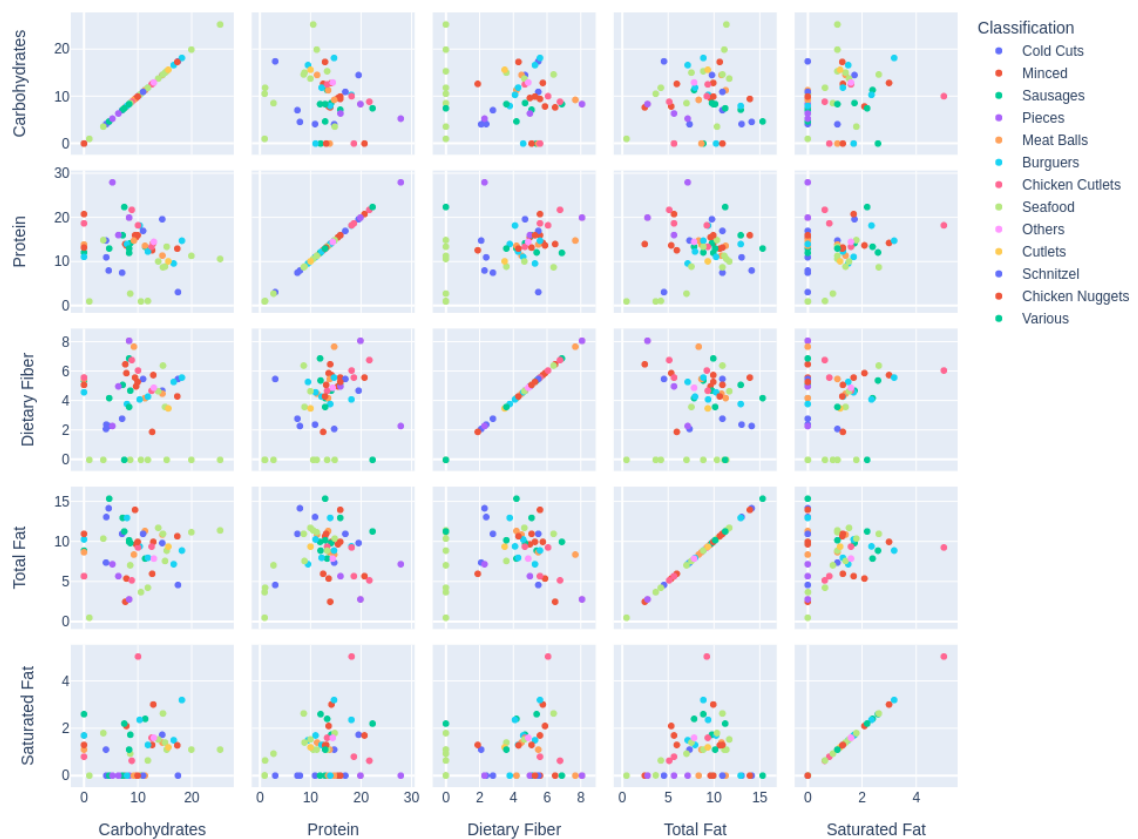 Carbohydrates
0
10
20
Protein
0
10
20
30
Dietary Fiber
0
2
4
6
8
Total Fat
0
5
10
15
Saturated Fat
0
2
4
0 10 20
0 10 20 30
0 2 4 6 8
0 5 10 15
0 2 4
Carbohydrates
Protein
Dietary Fiber
Total Fat
Saturated Fat
Classification
Cold Cuts
Minced
Sausages
Pieces
Meat Balls
Burguers
Chicken Cutlets
Seafood
Others
Cutlets
Schnitzel
Chicken Nuggets
Various